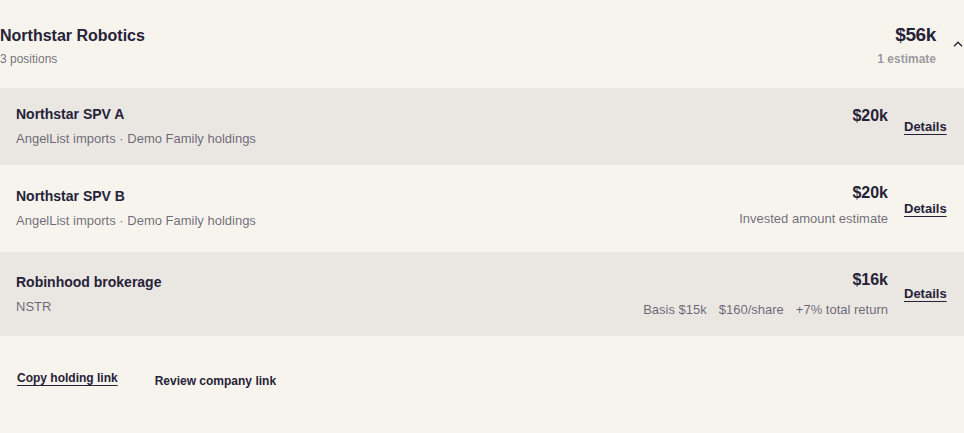 Northstar Robotics
$56k
3 positions
1 estimate
Northstar SPV A
$20k
AngelList imports · Demo Family holdings
Details
Northstar SPV B
$20k
AngelList imports · Demo Family holdings
Invested amount estimate
Details
Robinhood brokerage
$16k
NSTR
Basis $15k $160/share +7% total return
Details
Copy holding link
Review company link